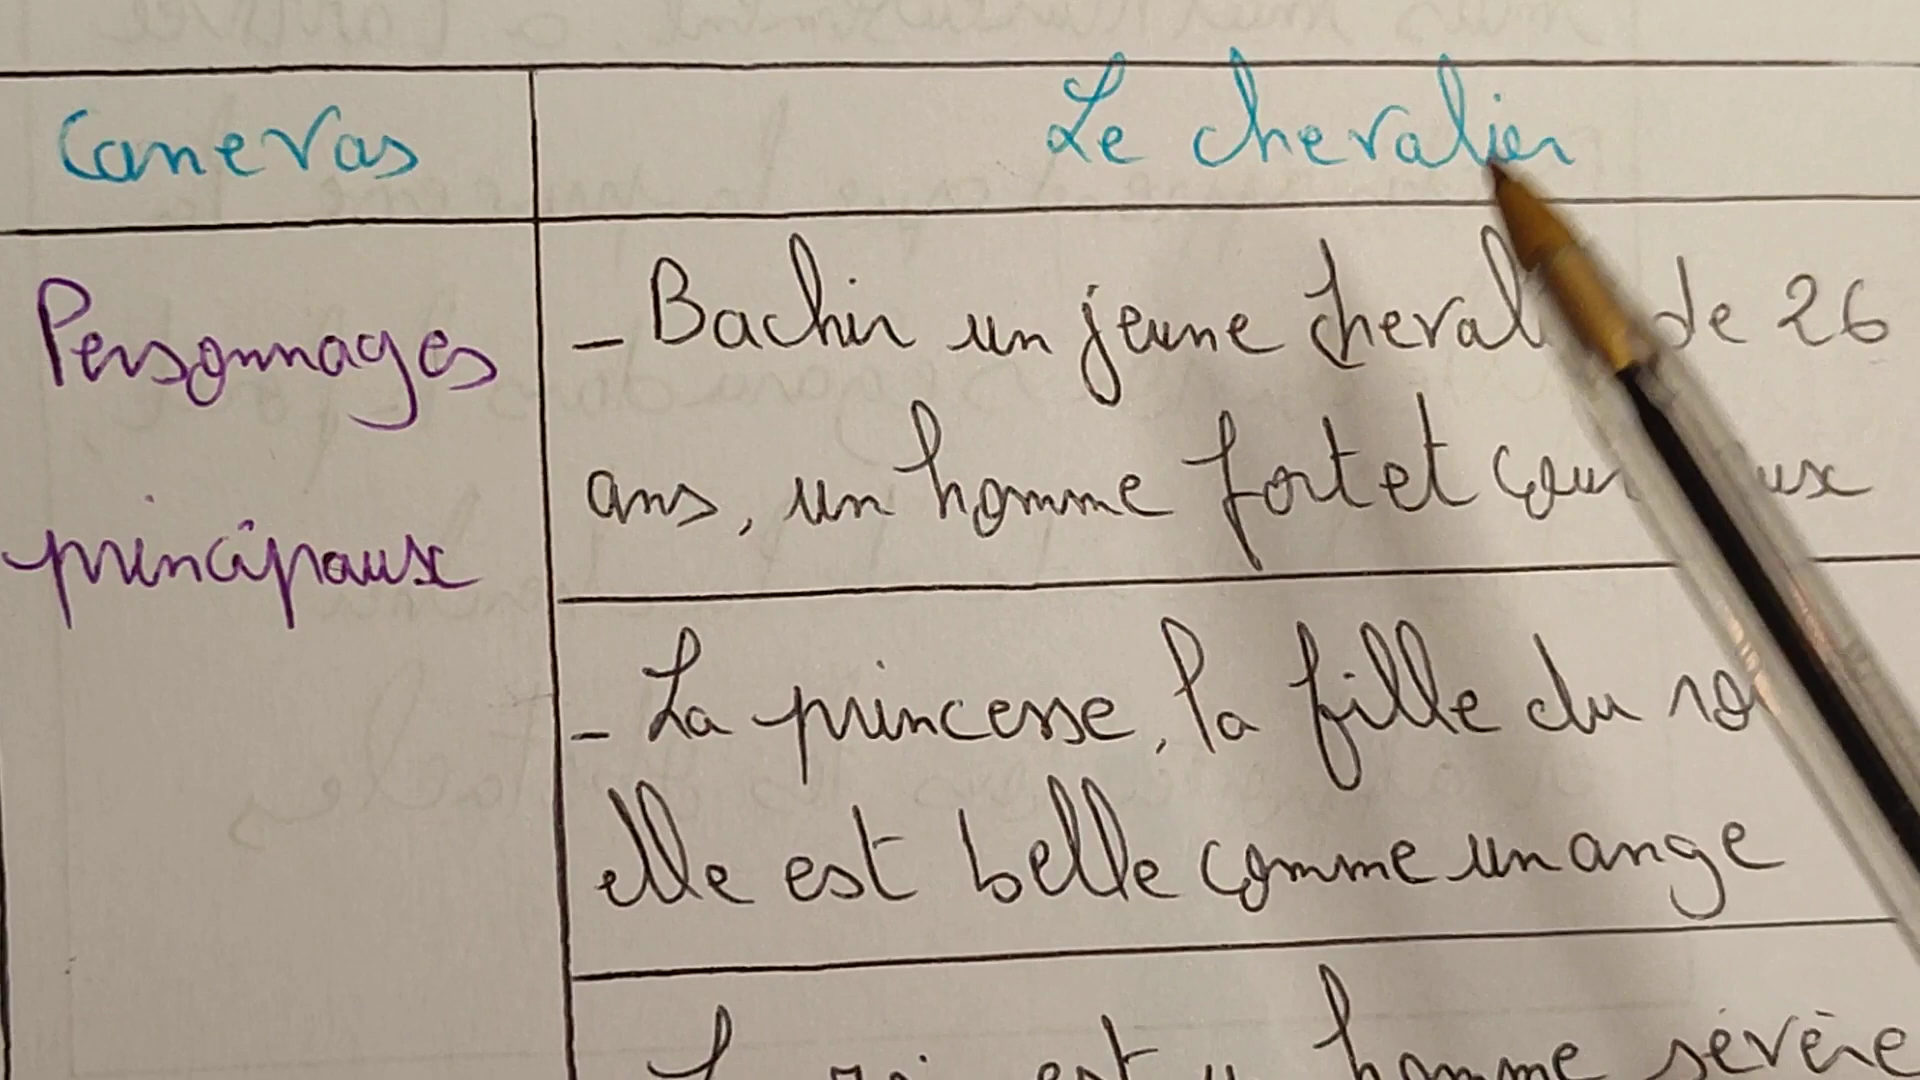 Canevas
Le chevalier
Personnages
principaux
- Bachir un jeune cheval de 26
ans, un homme fort et
- La princesse, la fille du
elle est belle comme un ange
est homme sévère